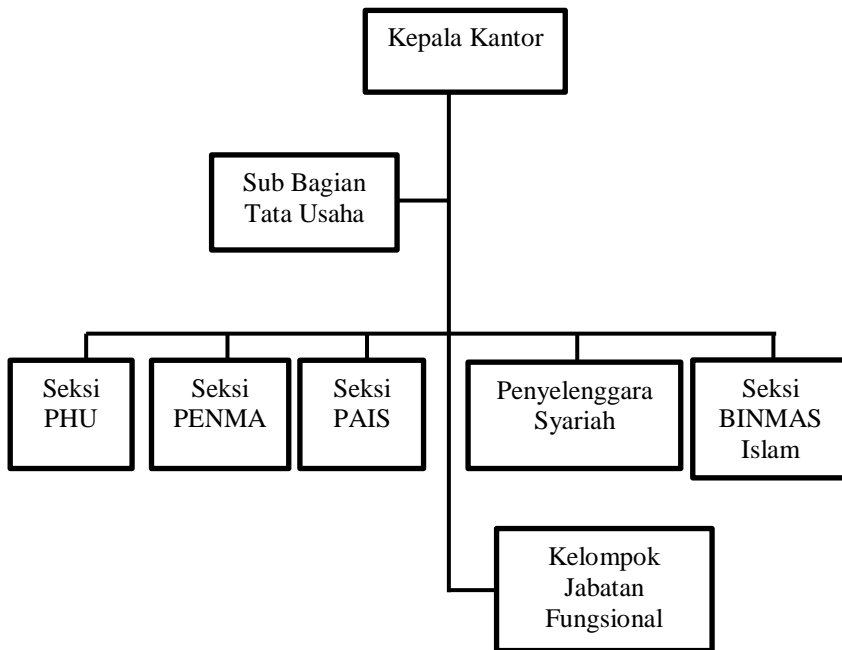 Kepala Kantor
Sub Bagian
Tata Usaha
Seksi
PHU
Seksi
PENMA
Seksi
PAIS
Penyelenggara
Syariah
Seksi
BINMAS
Islam
Kelompok
Jabatan
Fungsional